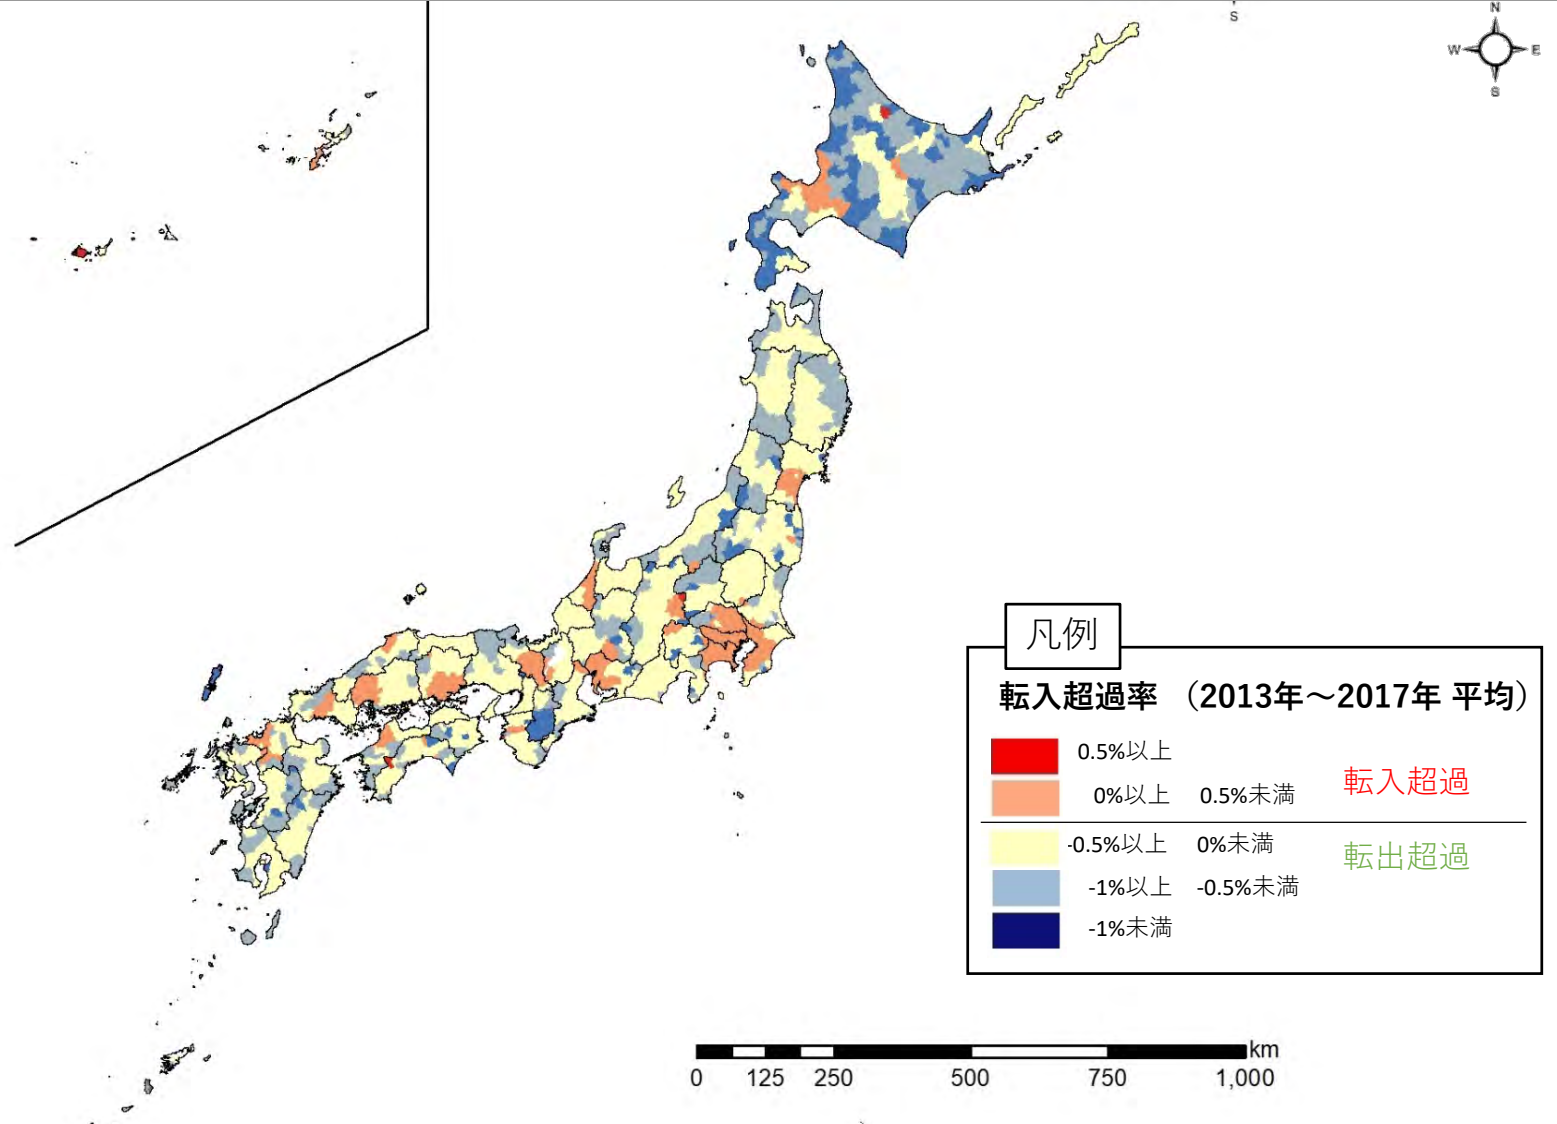 S
N
W E
S
凡例
転入超過率 （2013年～2017年 平均）
0.5%以上
0%以上 0.5%未満
転入超過
-0.5%以上 0%未満
転出超過
-1%以上 -0.5%未満
-1%未満
km
0 125 250 500 750 1,000